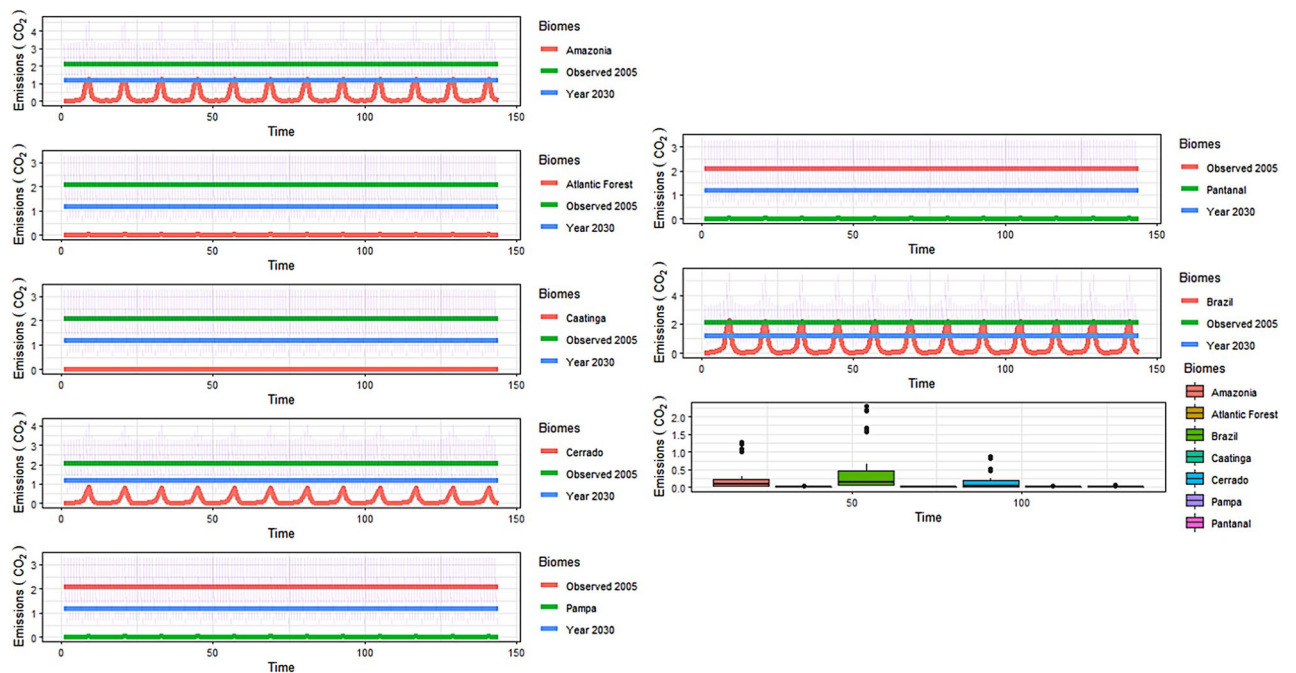 Emissions ( CO2 )
4
3
2
1
0
0 50 100 150
Time
Biomes
Amazonia
Observed 2005
Year 2030
Emissions ( CO2 )
3
2
1
0
0 50 100 150
Time
Biomes
Atlantic Forest
Observed 2005
Year 2030
Emissions ( CO2 )
3
2
1
0
0 50 100 150
Time
Biomes
Caatinga
Observed 2005
Year 2030
Emissions ( CO2 )
4
3
2
1
0
0 50 100 150
Time
Biomes
Cerrado
Observed 2005
Year 2030
Emissions ( CO2 )
3
2
1
0
0 50 100 150
Time
Biomes
Observed 2005
Pampa
Year 2030
Emissions ( CO2 )
3
2
1
0
0 50 100 150
Time
Biomes
Observed 2005
Pantanal
Year 2030
Emissions ( CO2 )
4
2
0
0 50 100 150
Time
Biomes
Brazil
Observed 2005
Year 2030
Emissions ( CO2 )
2.0
1.5
1.0
0.5
0.0
50 100
Time
Biomes
Amazonia
Atlantic Forest
Brazil
Caatinga
Cerrado
Pampa
Pantanal